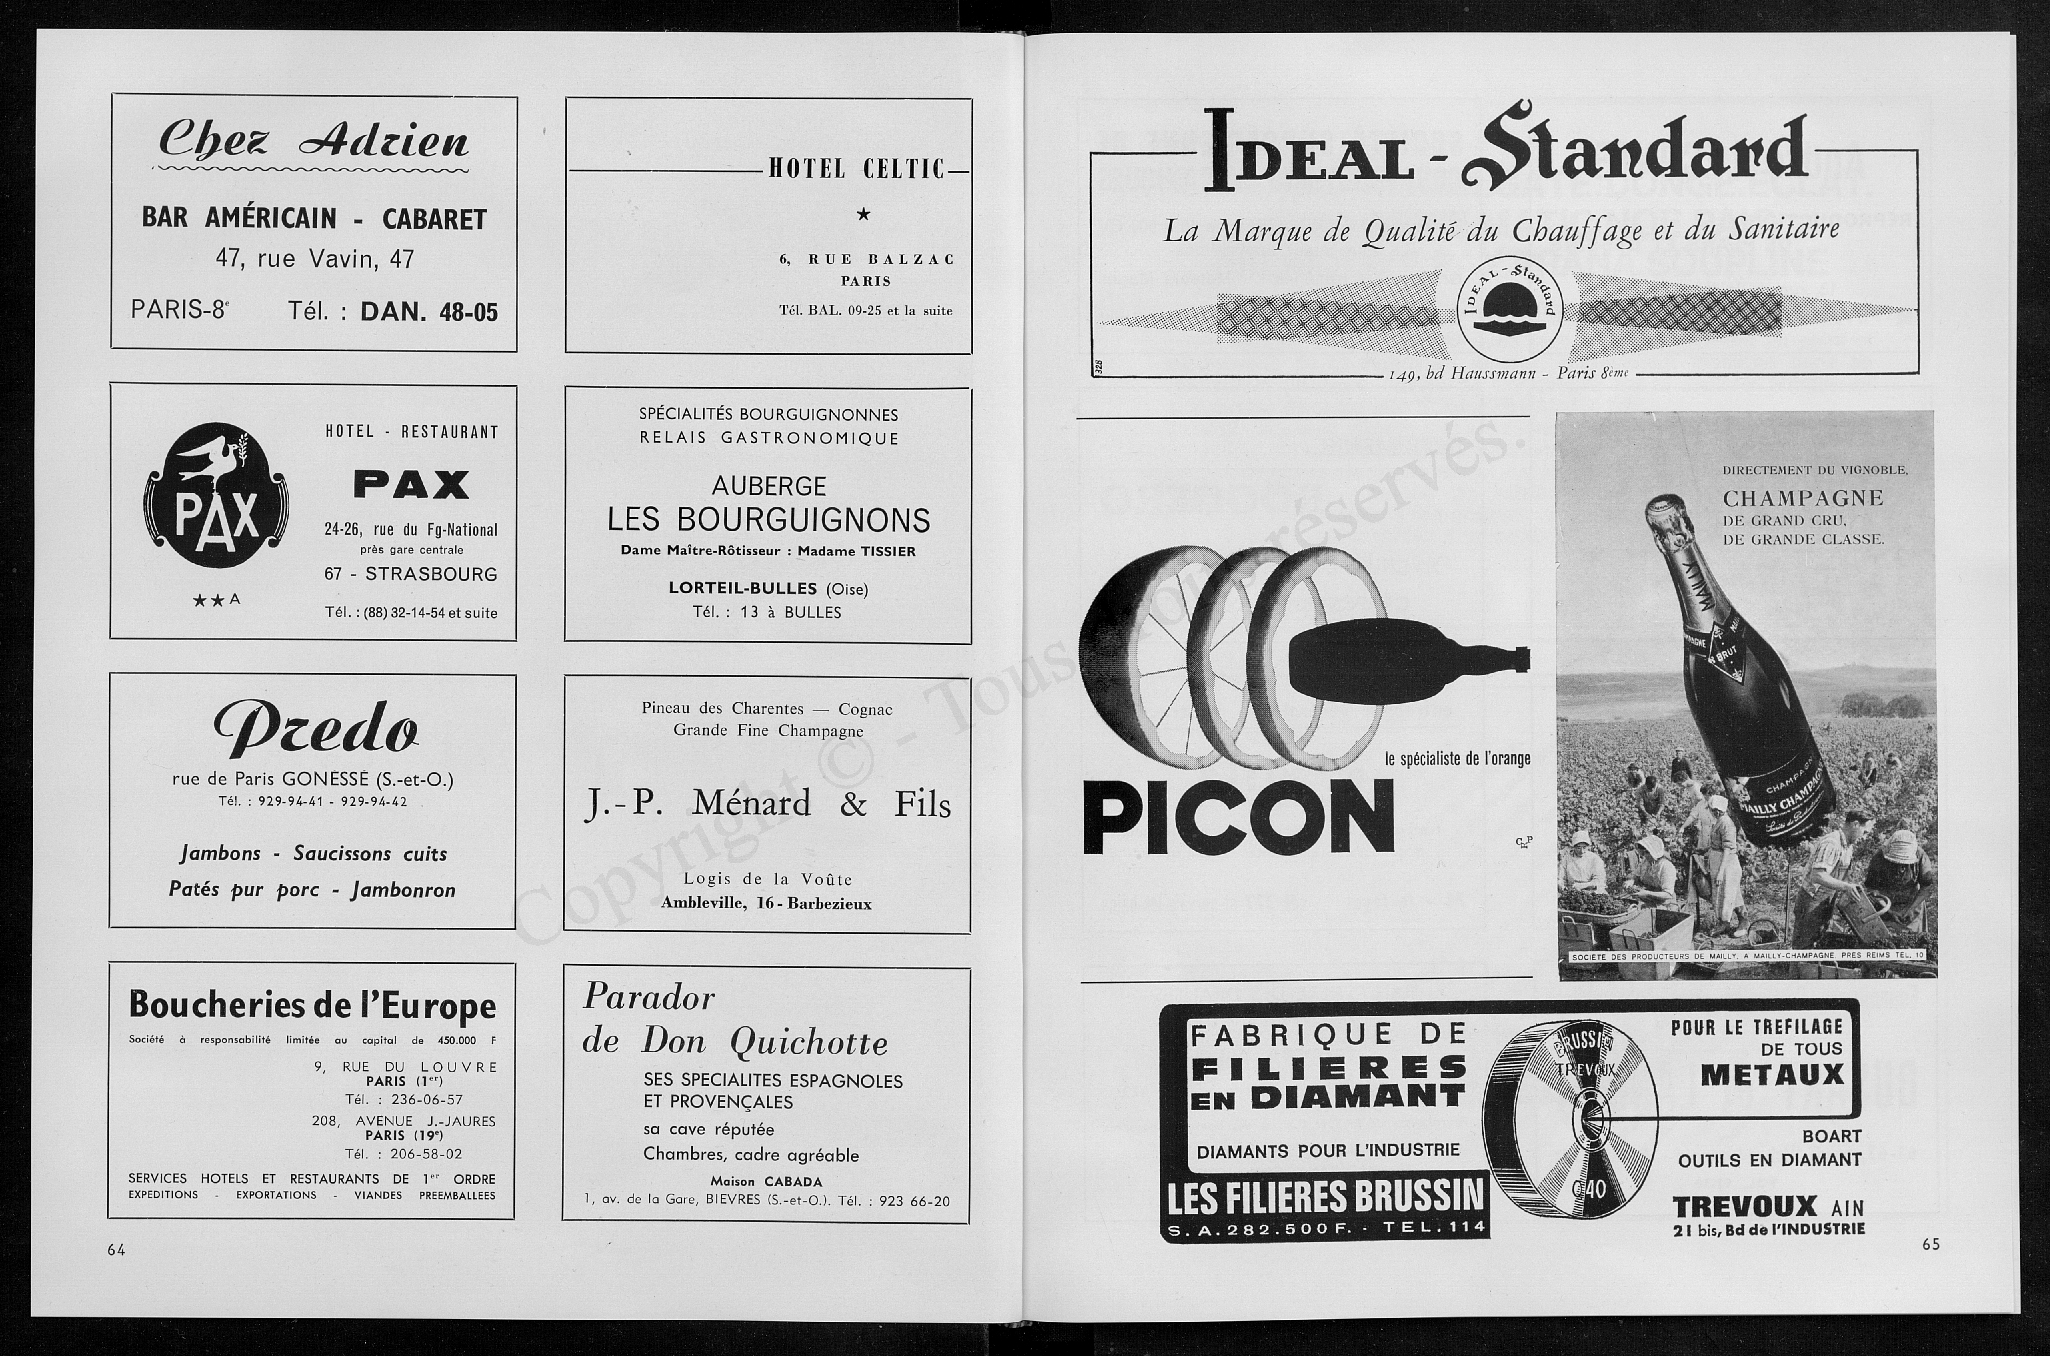 Chez Adrien
BAR AMÉRICAIN - CABARET
47, rue Vavin, 47
PARIS-8e Tél. : DAN. 48-05
HOTEL CELTIC
6, RUE BALZAC
PARIS
Tél. BAL. 09-25 et la suite
PAX
★★A
HOTEL - RESTAURANT
PAX
24-26, rue du Fg-National
près gare centrale
67 - STRASBOURG
Tél. : (88) 32-14-54 et suite
SPÉCIALITÉS BOURGUIGNONNES
RELAIS GASTRONOMIQUE
AUBERGE
LES BOURGUIGNONS
Dame Maître-Rôtisseur : Madame TISSIER
LORTEIL-BULLES (Oise)
Tél. : 13 à BULLES
Predo
rue de Paris GONESSE (S.-et-O.)
Tél. : 929-94-41 - 929-94-42
Jambons - Saucissons cuits
Patés pur porc - Jambonron
Pineau des Charentes — Cognac
Grande Fine Champagne
J.-P. Ménard & Fils
Logis de la Voûte
Ambleville, 16 - Barbezieux
Boucheries de l'Europe
Société à responsabilité limitée au capital de 450.000 F
9, RUE DU LOUVRE
PARIS (1er)
Tél. : 236-06-57
208, AVENUE J.-JAURES
PARIS (19e)
Tél. : 206-58-02
SERVICES HOTELS ET RESTAURANTS DE 1er ORDRE
EXPEDITIONS - EXPORTATIONS - VIANDES PREEMBALLEES
Parador
de Don Quichotte
SES SPECIALITES ESPAGNOLES
ET PROVENÇALES
sa cave réputée
Chambres, cadre agréable
Maison CABADA
1, av. de la Gare, BIEVRES (S.-et-O.). Tél. : 923 66-20
64
IDEAL-Standard
La Marque de Qualité du Chauffage et du Sanitaire
IDEAL-Standard
328
149, bd Haussmann - Paris 8ème
le spécialiste de l'orange
PICON
DIRECTEMENT DU VIGNOBLE,
CHAMPAGNE
DE GRAND CRU,
DE GRANDE CLASSE.
MAILLY
BRUT
CHAMPAGNE
MAILLY CHAMPAGNE
SOCIETE DES PRODUCTEURS DE MAILLY, A MAILLY-CHAMPAGNE PRES REIMS TEL. 10
FABRIQUE DE
FILIERES
EN DIAMANT
DIAMANTS POUR L'INDUSTRIE
LES FILIERES BRUSSIN
S.A. 282.500 F. - TEL. 114
BRUSSIN
TREVOUX
0,40
POUR LE TREFILAGE
DE TOUS
METAUX
BOART
OUTILS EN DIAMANT
TREVOUX AIN
21 bis, Bd de l'INDUSTRIE
65
Copyright © - Tous droits réservés.